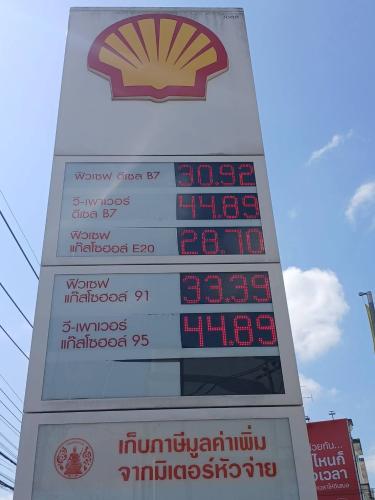 ฟิวเซฟ ดีเซล B7 30.92
วี-เพาเวอร์
ดีเซล B7 44.89
ฟิวเซฟ
แก๊สโซฮอล์ E20 28.70
ฟิวเซฟ
แก๊สโซฮอล์ 91 33.39
วี-เพาเวอร์
แก๊สโซฮอล์ 95 44.89
เก็บภาษีมูลค่าเพิ่ม
จากมิเตอร์หัวจ่าย